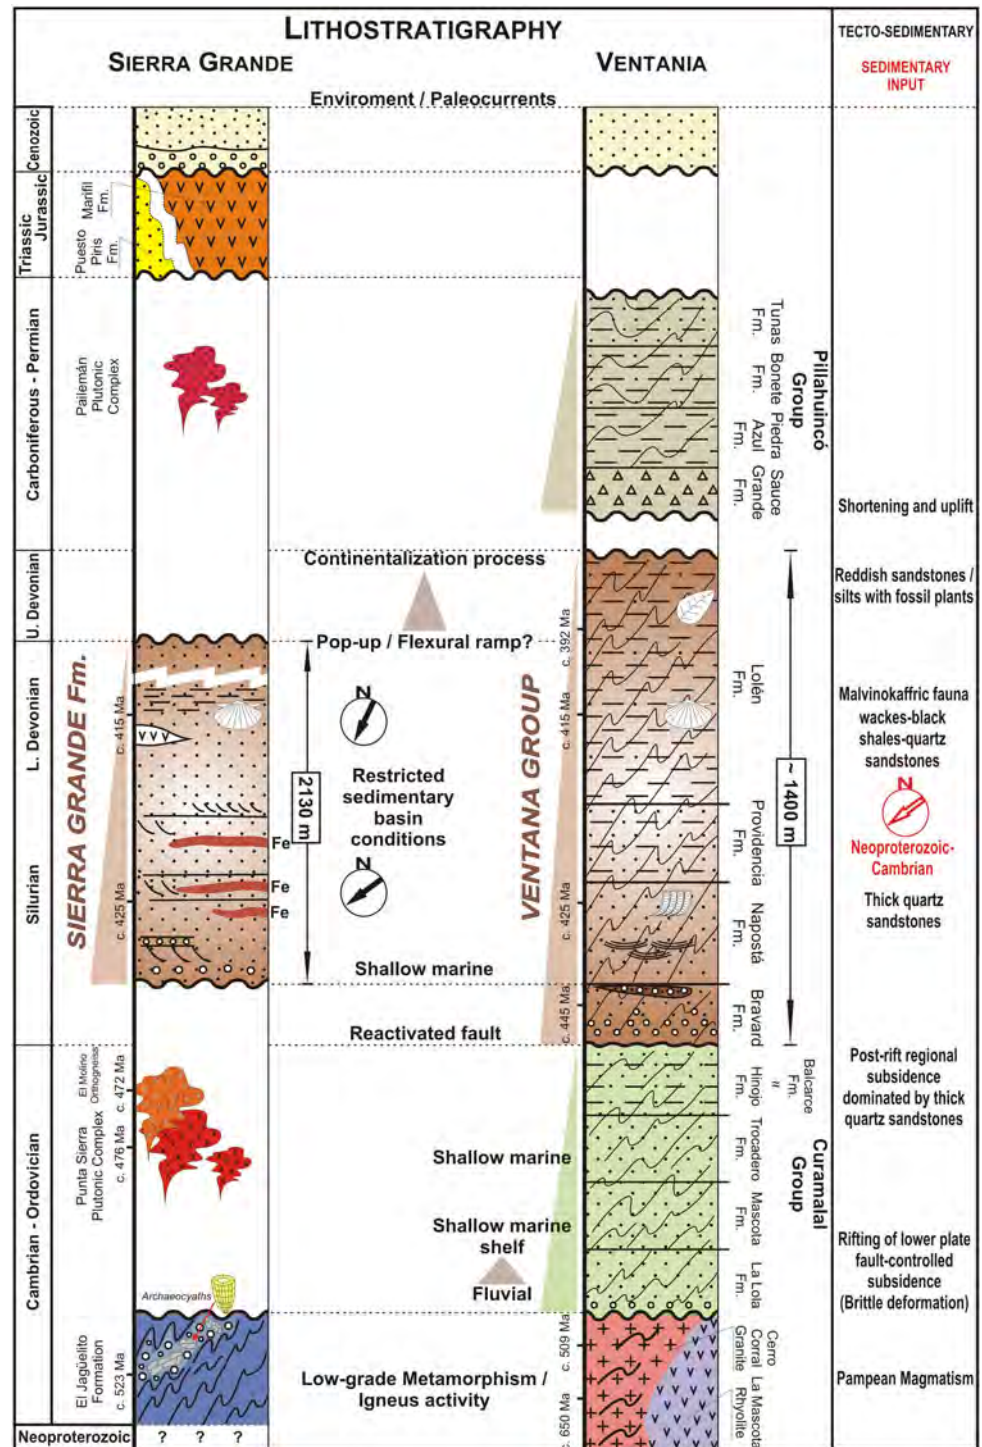 LITHOSTRATIGRAPHY
SIERRA GRANDE
VENTANIA
TECTO-SEDIMENTARY
SEDIMENTARY
INPUT
Enviroment / Paleocurrents
Cenozoic
Triassic
Jurassic
Carboniferous - Permian
U. Devonian
L. Devonian
Silurian
Cambrian - Ordovician
Neoproterozoic
Marifil
Fm.
Puesto
Piris
Fm.
Pailemán
Plutonic
Complex
SIERRA GRANDE Fm.
c. 415 Ma
c. 425 Ma
Fe
Fe
Fe
2130 m
El Molino
Orthogneiss
c. 472 Ma
Punta Sierra
Plutonic Complex
c. 476 Ma
Archaeocyaths
El Jagüelito
Formation
c. 523 Ma
? ? ?
Continentalization process
Pop-up / Flexural ramp?
N
Restricted
sedimentary
basin
conditions
N
Shallow marine
Reactivated fault
Shallow marine
Shallow marine
shelf
Fluvial
Low-grade Metamorphism /
Igneus activity
VENTANA GROUP
c. 392 Ma
c. 415 Ma
c. 425 Ma
c. 445 Ma
c. 509 Ma
c. 650 Ma
Tunas
Fm.
Bonete
Fm.
Piedra
Azul
Fm.
Sauce
Grande
Fm.
Pillahuincó
Group
Lolén
Fm.
Providencia
Fm.
Napostá
Fm.
Bravard
Fm.
~ 1400 m
Balcarce
Fm.
"
Hinojo
Fm.
Trocadero
Fm.
Mascota
Fm.
La Lola
Fm.
Curamalal
Group
Cerro
Corral
Granite
La Mascota
Rhyolite
Shortening and uplift
Reddish sandstones /
silts with fossil plants
Malvinokaffric fauna
wackes-black
shales-quartz
sandstones
N
Neoproterozoic-
Cambrian
Thick quartz
sandstones
Post-rift regional
subsidence
dominated by thick
quartz sandstones
Rifting of lower plate
fault-controlled
subsidence
(Brittle deformation)
Pampean Magmatism